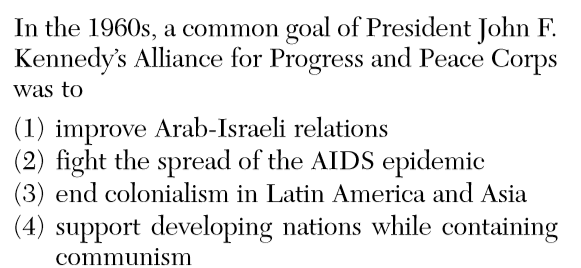 In the 1960s, a common goal of President John F.
Kennedy's Alliance for Progress and Peace Corps
was to
(1) improve Arab-Israeli relations
(2) fight the spread of the AIDS epidemic
(3) end colonialism in Latin America and Asia
(4) support developing nations while containing
communism